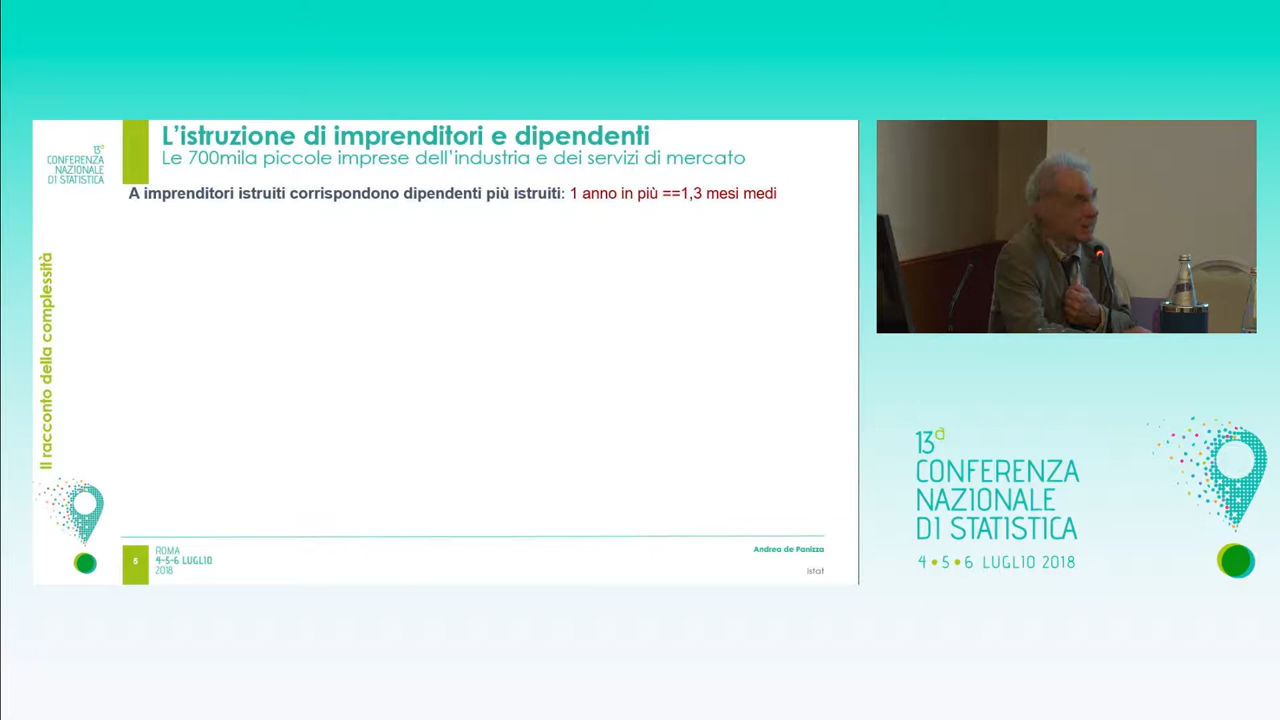 13ª
CONFERENZA
NAZIONALE
DI STATISTICA
L'istruzione di imprenditori e dipendenti
Le 700mila piccole imprese dell'industria e dei servizi di mercato
A imprenditori istruiti corrispondono dipendenti più istruiti: 1 anno in più ==1,3 mesi medi
Il racconto della complessità
5
ROMA
4-5-6 LUGLIO
2018
Andrea de Panizza
Istat
13ª
CONFERENZA
NAZIONALE
DI STATISTICA
4 • 5 • 6 LUGLIO 2018